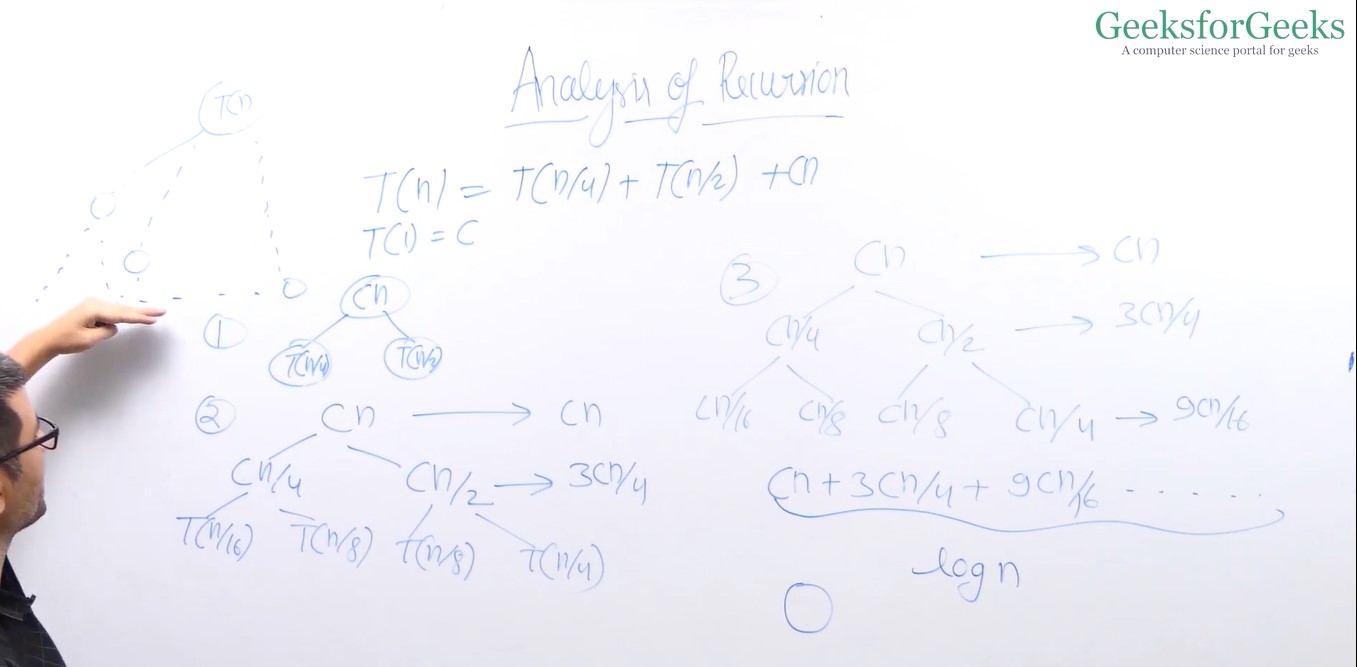 GeeksforGeeks
A computer science portal for geeks
Analysis of Recursion
T(n)
T(n) = T(n/4) + T(n/2) + Cn
T(1) = C
①
Cn
T(n/4) T(n/2)
②
Cn → Cn
Cn/4 Cn/2 → 3Cn/4
T(n/16) T(n/8) T(n/8) T(n/4)
③
Cn → Cn
Cn/4 Cn/2 → 3Cn/4
Cn/16 Cn/8 Cn/8 Cn/4 → 9Cn/16
Cn + 3Cn/4 + 9Cn/16 - - - - - -
log n